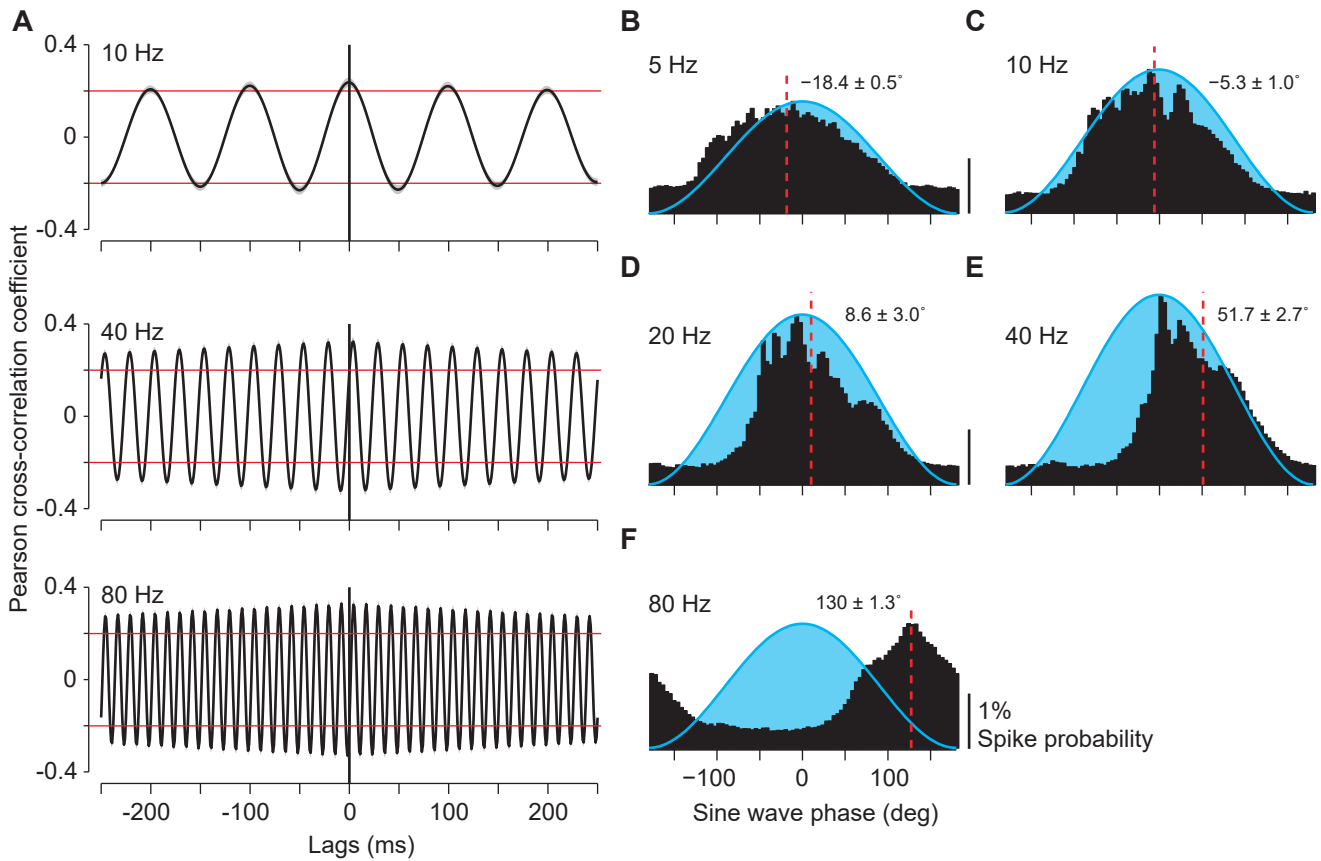 A
Pearson cross-correlation coefficient
10 Hz
0.4
0
-0.4
40 Hz
0.4
0
-0.4
80 Hz
0.4
0
-0.4
-200 -100 0 100 200
Lags (ms)
B
5 Hz
−18.4 ± 0.5°
C
10 Hz
−5.3 ± 1.0°
D
20 Hz
8.6 ± 3.0°
E
40 Hz
51.7 ± 2.7°
F
80 Hz
130 ± 1.3°
1%
Spike probability
−100 0 100
Sine wave phase (deg)